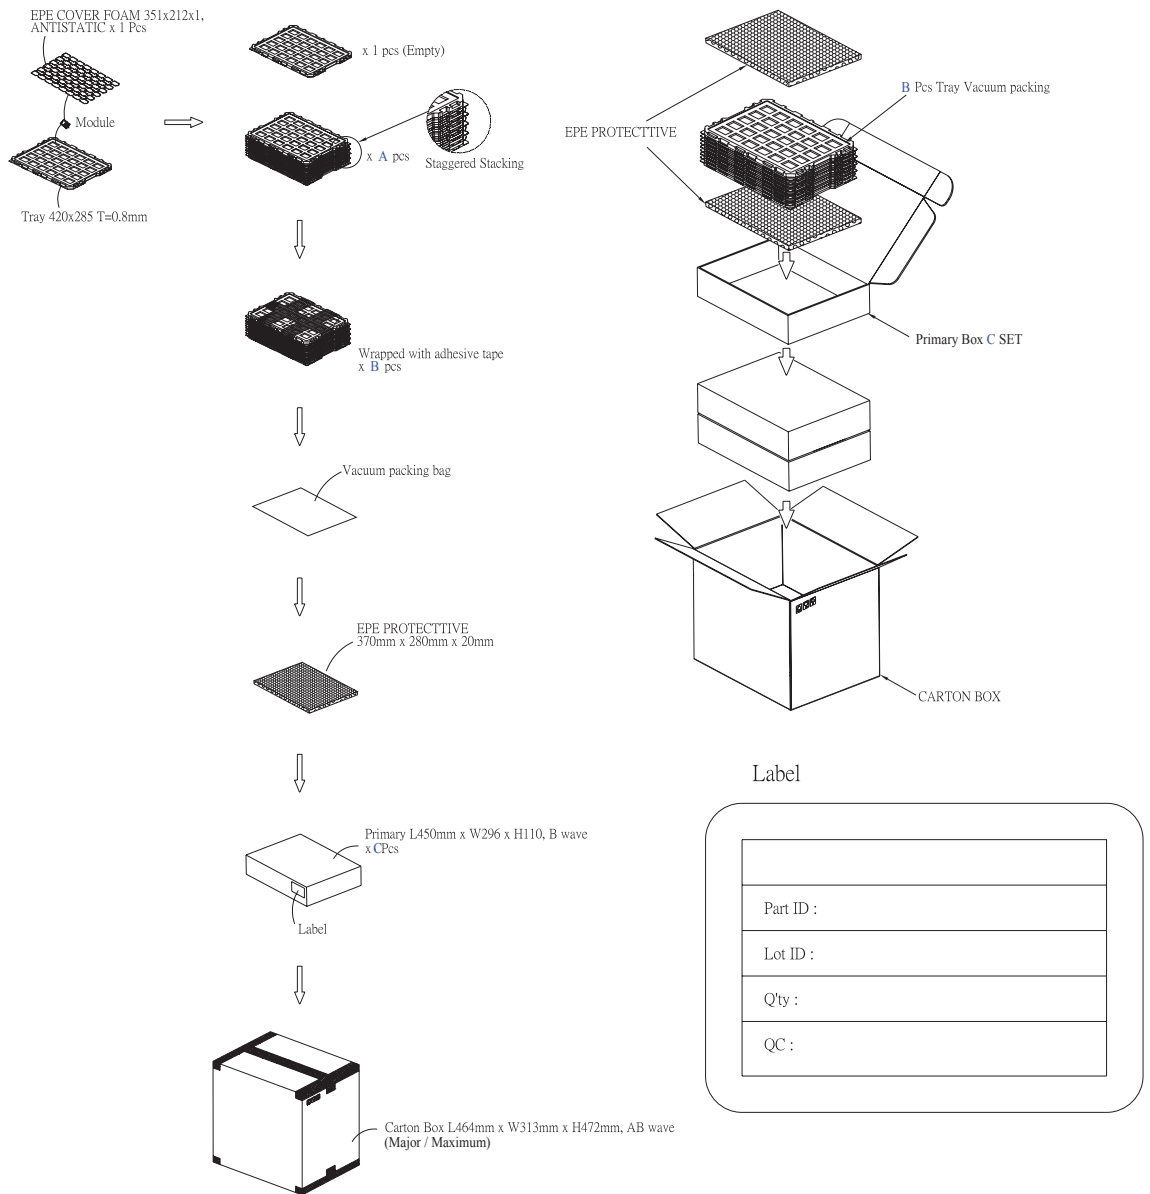 EPE COVER FOAM 351x212x1,
ANTISTATIC x 1 Pcs
Module
Tray 420x285 T=0.8mm
x 1 pcs (Empty)
x A pcs
Staggered Stacking
Wrapped with adhesive tape
x B pcs
Vacuum packing bag
EPE PROTECTTIVE
370mm x 280mm x 20mm
Primary L450mm x W296 x H110, B wave
x CPcs
Label
Carton Box L464mm x W313mm x H472mm, AB wave
(Major / Maximum)
B Pcs Tray Vacuum packing
EPE PROTECTTIVE
Primary Box C SET
CARTON BOX
Label
Part ID :
Lot ID :
Q'ty :
QC :